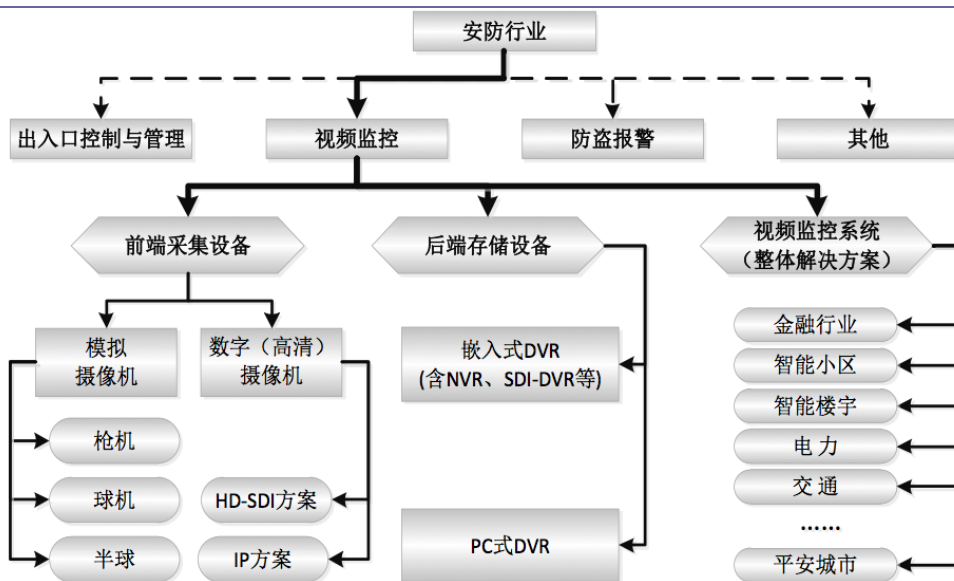 安防行业
出入口控制与管理
视频监控
防盗报警
其他
前端采集设备
后端存储设备
视频监控系统
（整体解决方案）
模拟
摄像机
数字（高清）
摄像机
枪机
球机
半球
HD-SDI方案
IP方案
嵌入式DVR
(含NVR、SDI-DVR等)
PC式DVR
金融行业
智能小区
智能楼宇
电力
交通
……
平安城市